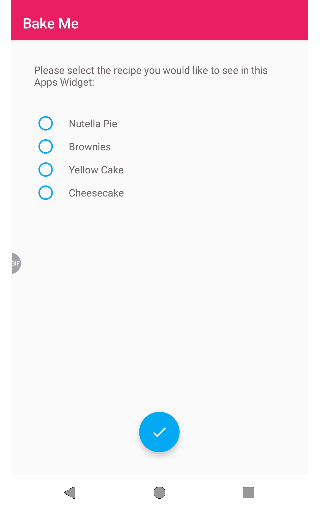 Bake Me
Please select the recipe you would like to see in this
Apps Widget:
Nutella Pie
Brownies
Yellow Cake
Cheesecake